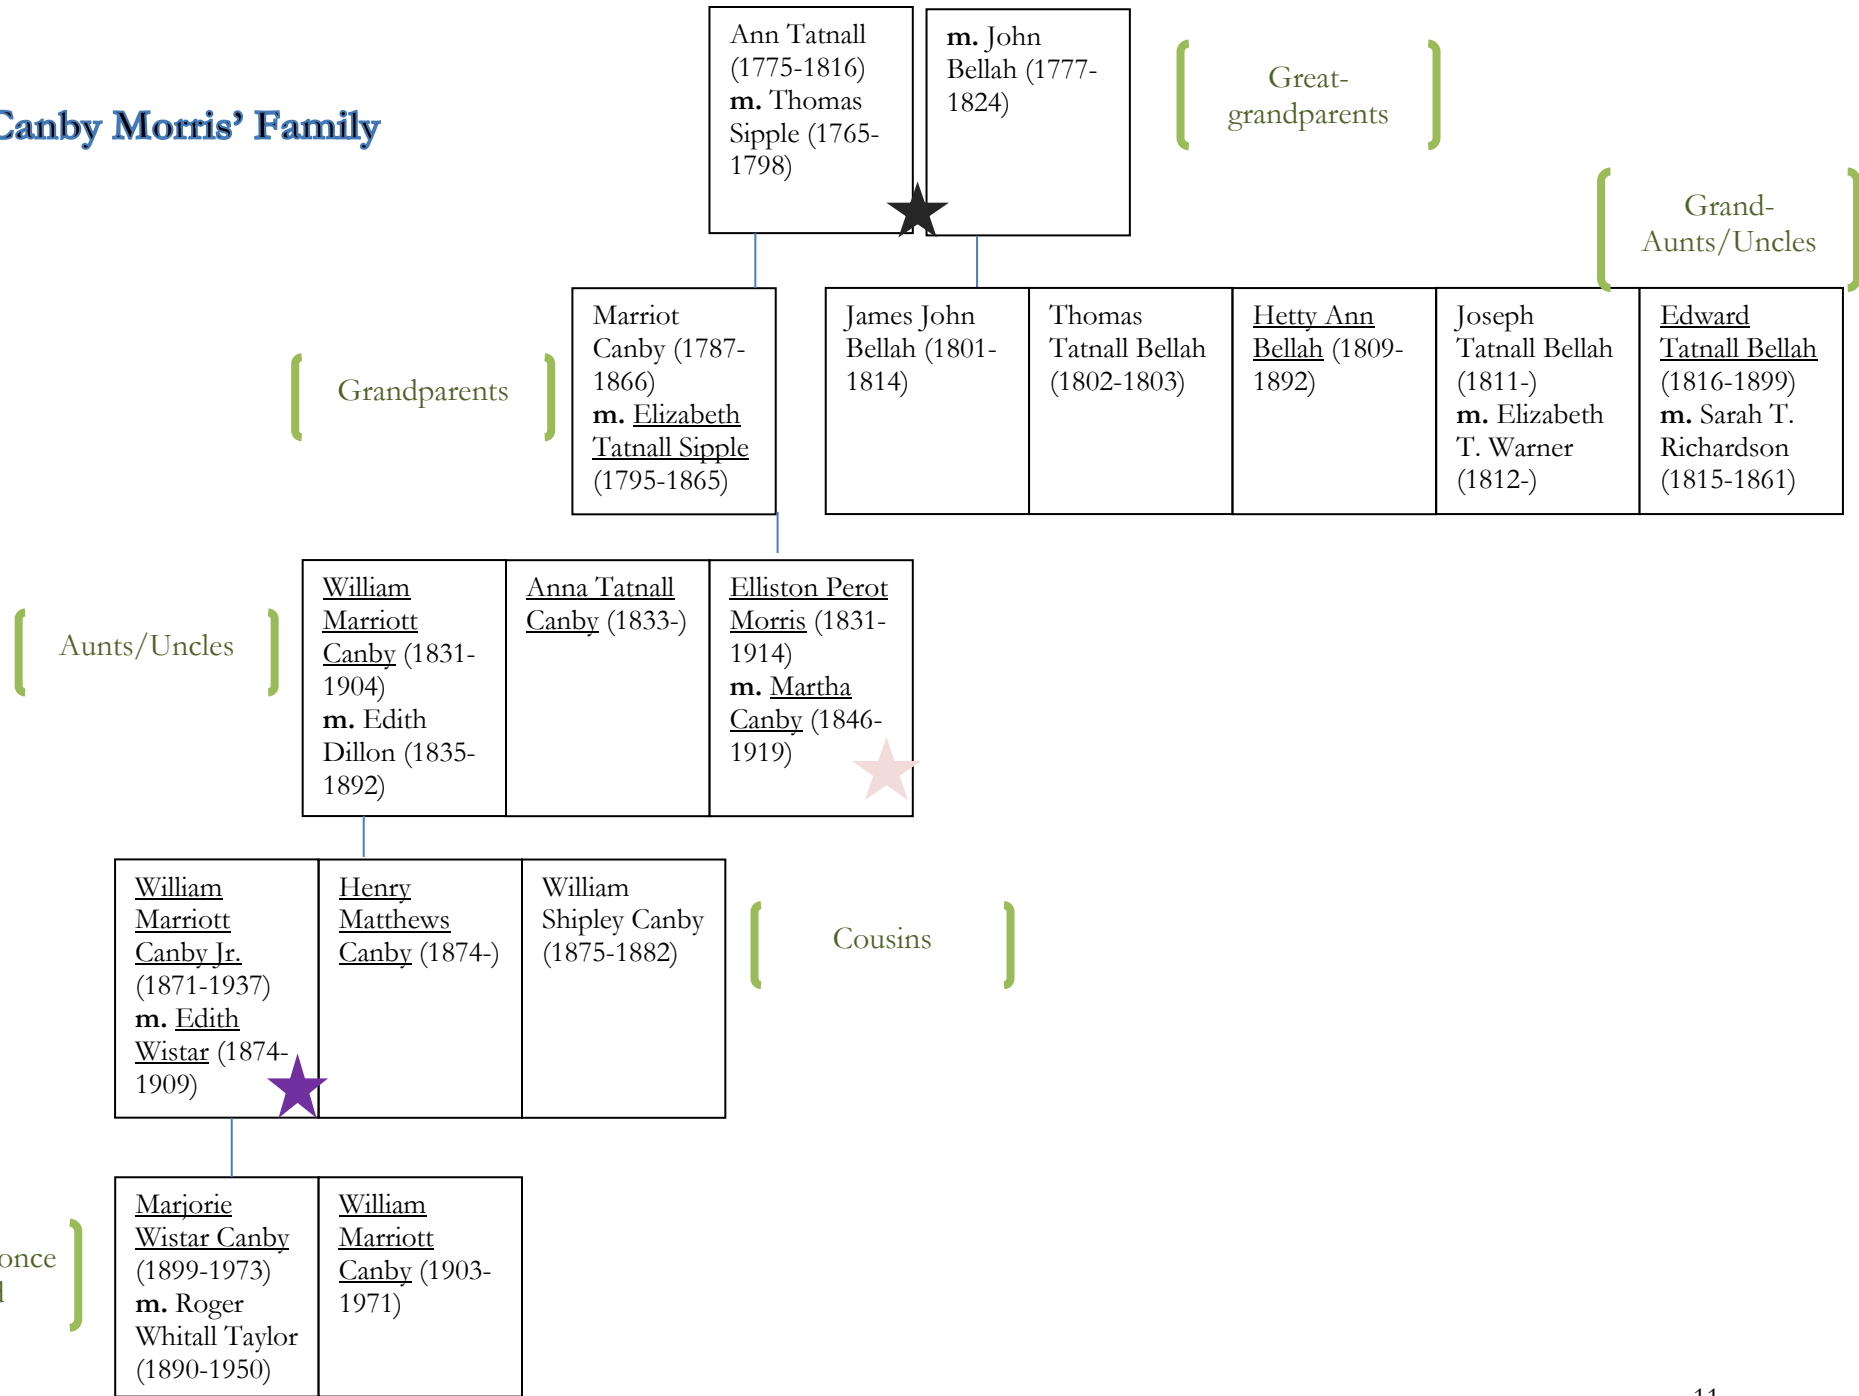 Canby Morris’ Family
Ann Tatnall
(1775-1816)
m. Thomas
Sipple (1765-
1798)
m. John
Bellah (1777-
1824)
Great-
grandparents
Grand-
Aunts/Uncles
Grandparents
Marriot
Canby (1787-
1866)
m. Elizabeth
Tatnall Sipple
(1795-1865)
James John
Bellah (1801-
1814)
Thomas
Tatnall Bellah
(1802-1803)
Hetty Ann
Bellah (1809-
1892)
Joseph
Tatnall Bellah
(1811-)
m. Elizabeth
T. Warner
(1812-)
Edward
Tatnall Bellah
(1816-1899)
m. Sarah T.
Richardson
(1815-1861)
Aunts/Uncles
William
Marriott
Canby (1831-
1904)
m. Edith
Dillon (1835-
1892)
Anna Tatnall
Canby (1833-)
Elliston Perot
Morris (1831-
1914)
m. Martha
Canby (1846-
1919)
William
Marriott
Canby Jr.
(1871-1937)
m. Edith
Wistar (1874-
1909)
Henry
Matthews
Canby (1874-)
William
Shipley Canby
(1875-1882)
Cousins
once
d
Marjorie
Wistar Canby
(1899-1973)
m. Roger
Whitall Taylor
(1890-1950)
William
Marriott
Canby (1903-
1971)
11